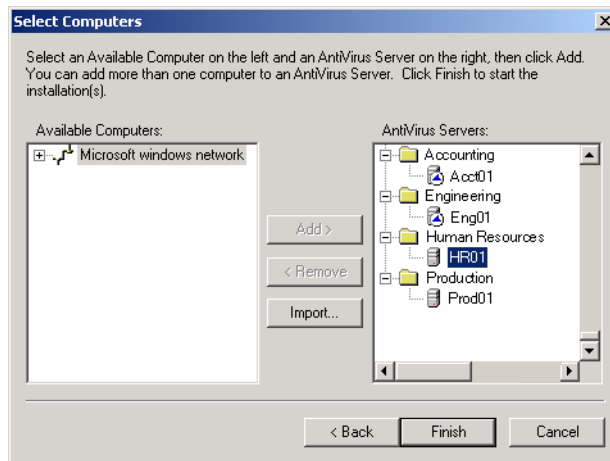 Select Computers
Select an Available Computer on the left and an AntiVirus Server on the right, then click Add.
You can add more than one computer to an AntiVirus Server.  Click Finish to start the
installation(s).
Available Computers:
Microsoft windows network
Add >
< Remove
Import...
AntiVirus Servers:
Accounting
Acct01
Engineering
Eng01
Human Resources
HR01
Production
Prod01
< Back
Finish
Cancel